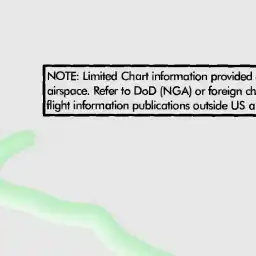 NOTE: Limited Chart information provided
airspace. Refer to DoD (NGA) or foreign
flight information publications outside US